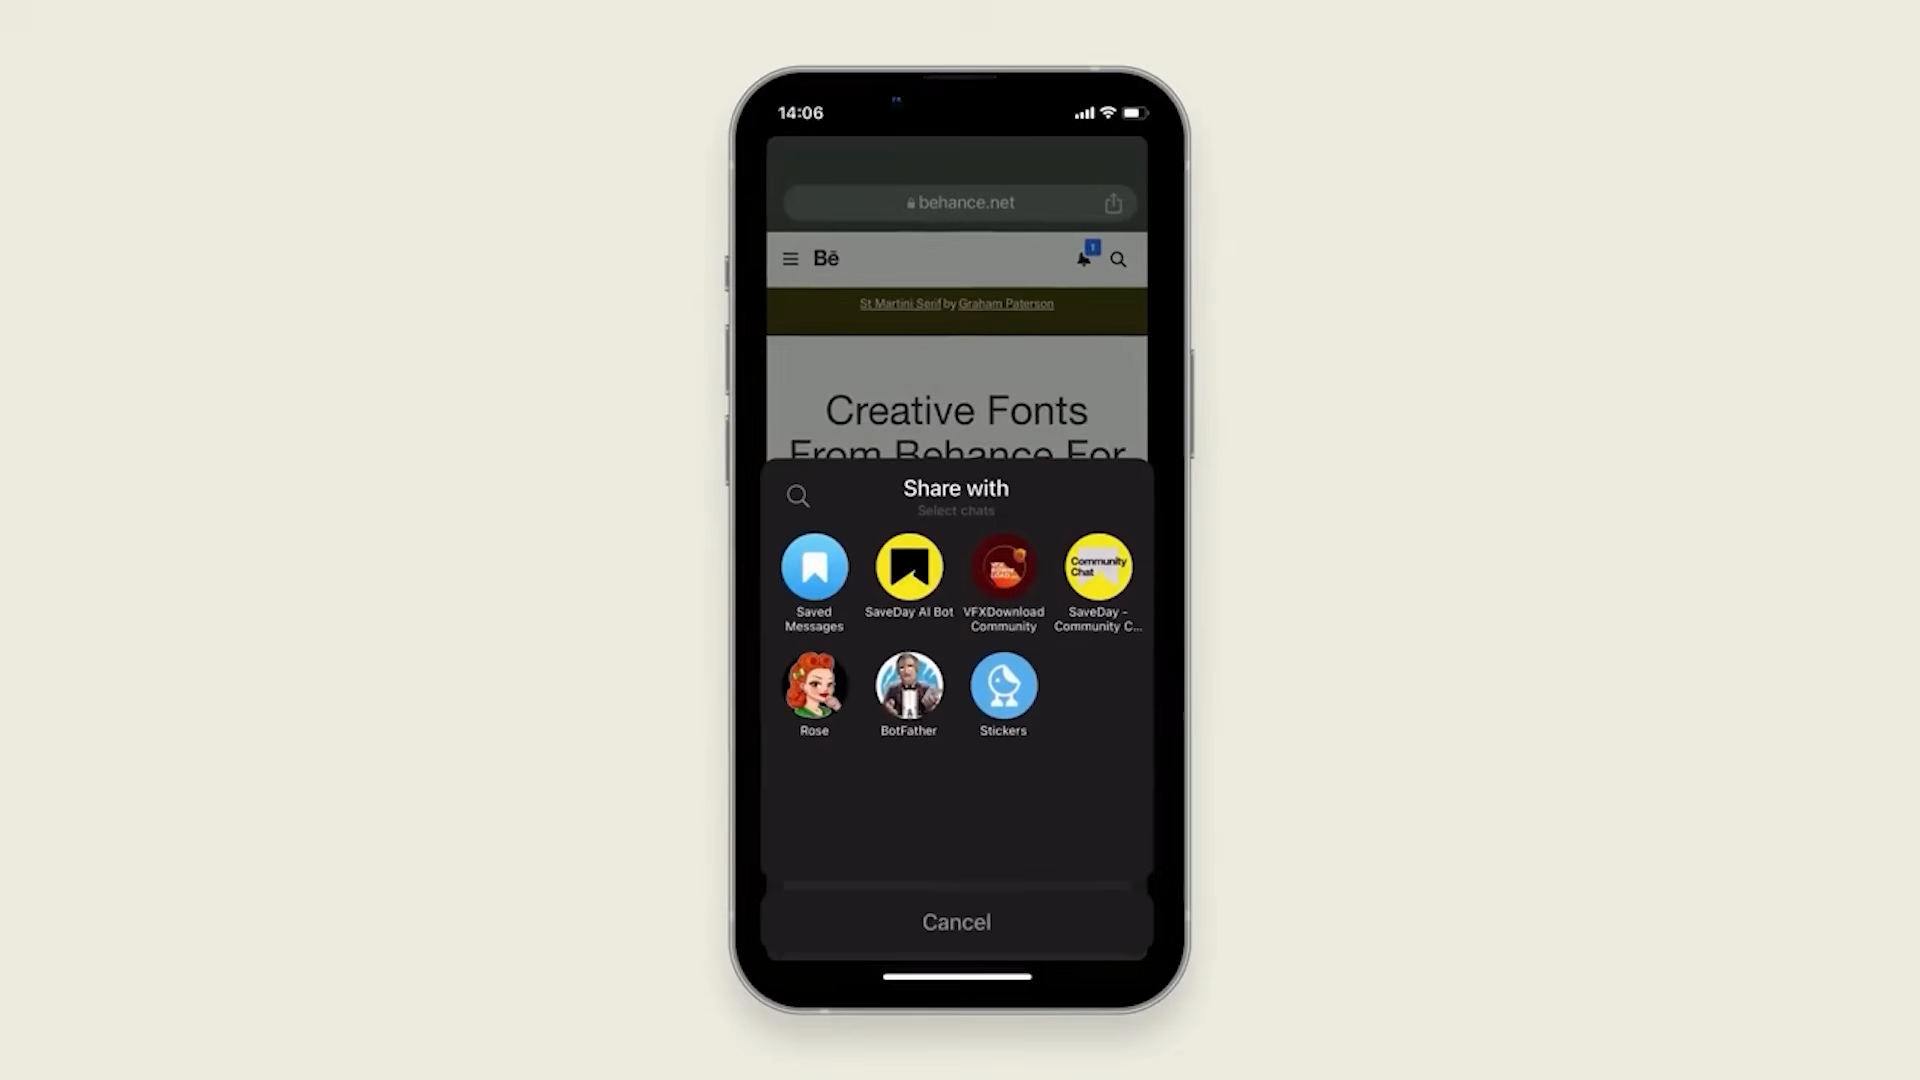 14:06
behance.net
Bē
1
St Martini Serif by Graham Paterson
Creative Fonts
From Behance For
Share with
Select chats
Community
Chat
Saved
Messages
SaveDay AI Bot
VFXDownload
Community
SaveDay -
Community C...
Rose
BotFather
Stickers
Cancel